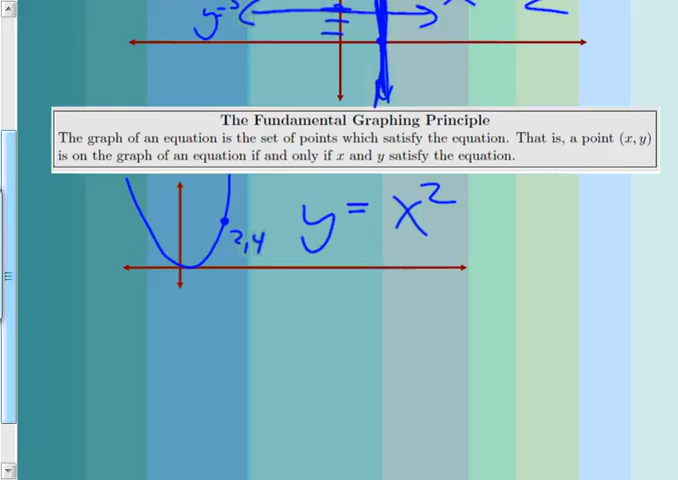 The Fundamental Graphing Principle
The graph of an equation is the set of points which satisfy the equation. That is, a point (x, y)
is on the graph of an equation if and only if x and y satisfy the equation.
y = x²
2,4